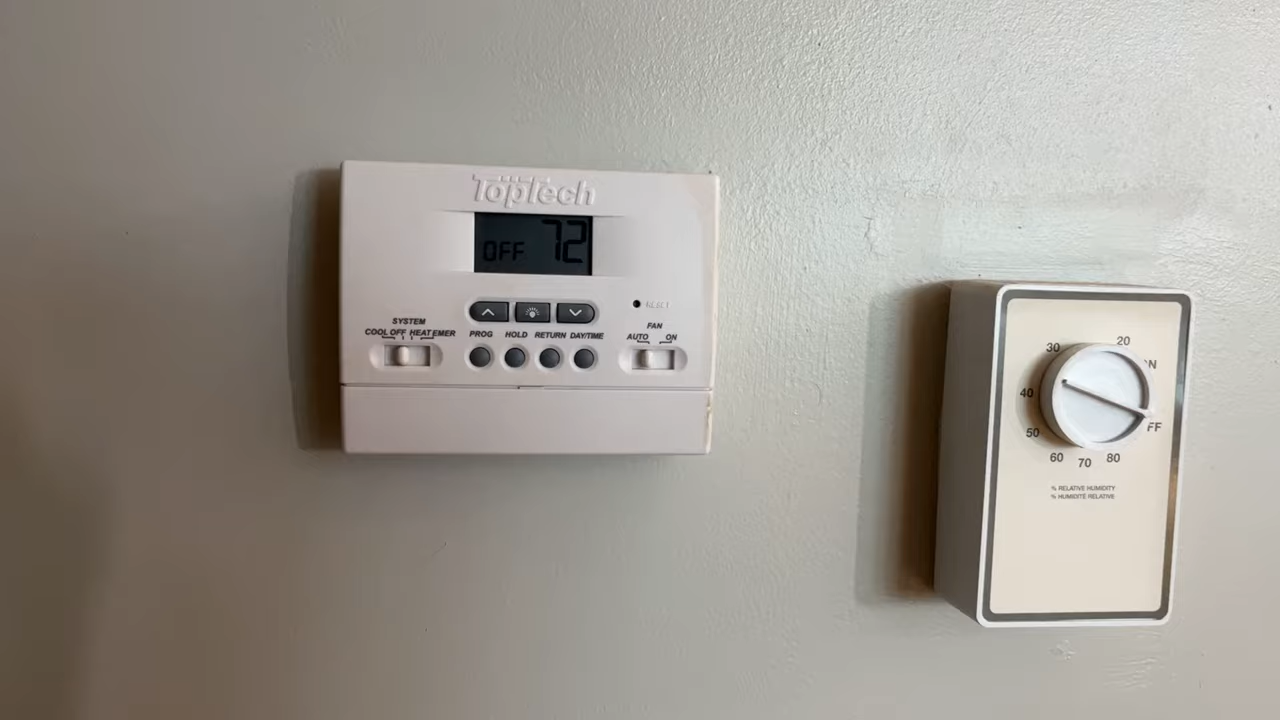 TopTech
OFF 72
RESET
SYSTEM
COOL OFF HEAT EMER
PROG HOLD RETURN DAY/TIME
FAN
AUTO ON
20
30
40
50
60
70
80
% RELATIVE HUMIDITY
% HUMIDITÉ RELATIVE